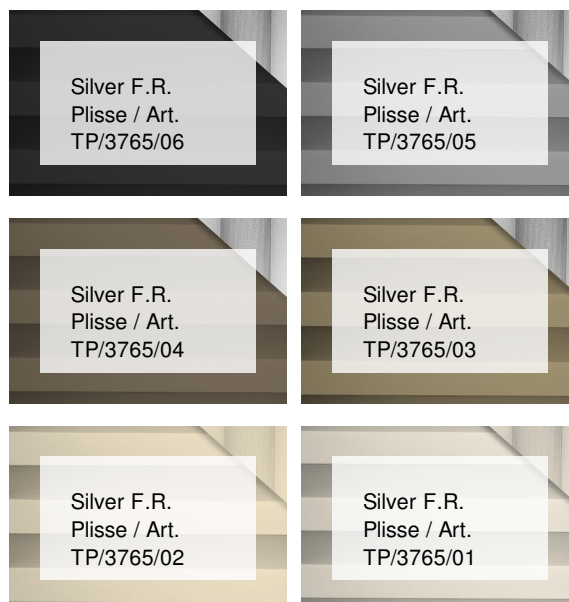 Silver F.R.
Plisse / Art.
TP/3765/06
Silver F.R.
Plisse / Art.
TP/3765/05
Silver F.R.
Plisse / Art.
TP/3765/04
Silver F.R.
Plisse / Art.
TP/3765/03
Silver F.R.
Plisse / Art.
TP/3765/02
Silver F.R.
Plisse / Art.
TP/3765/01